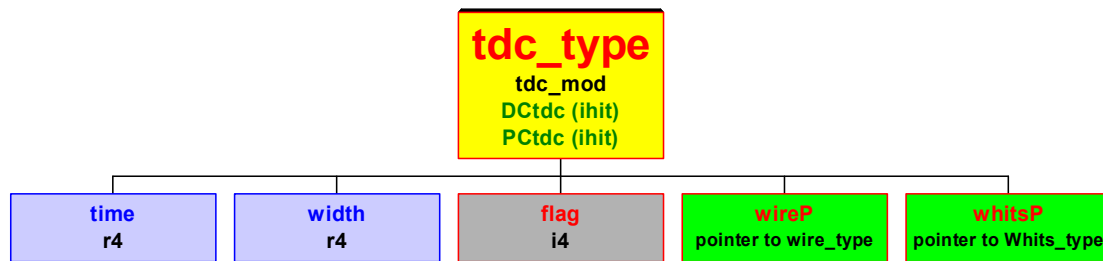 tdc_type
tdc_mod
DCtdc (ihit)
PCtdc (ihit)
time
r4
width
r4
flag
i4
wireP
pointer to wire_type
whitsP
pointer to Whits_type